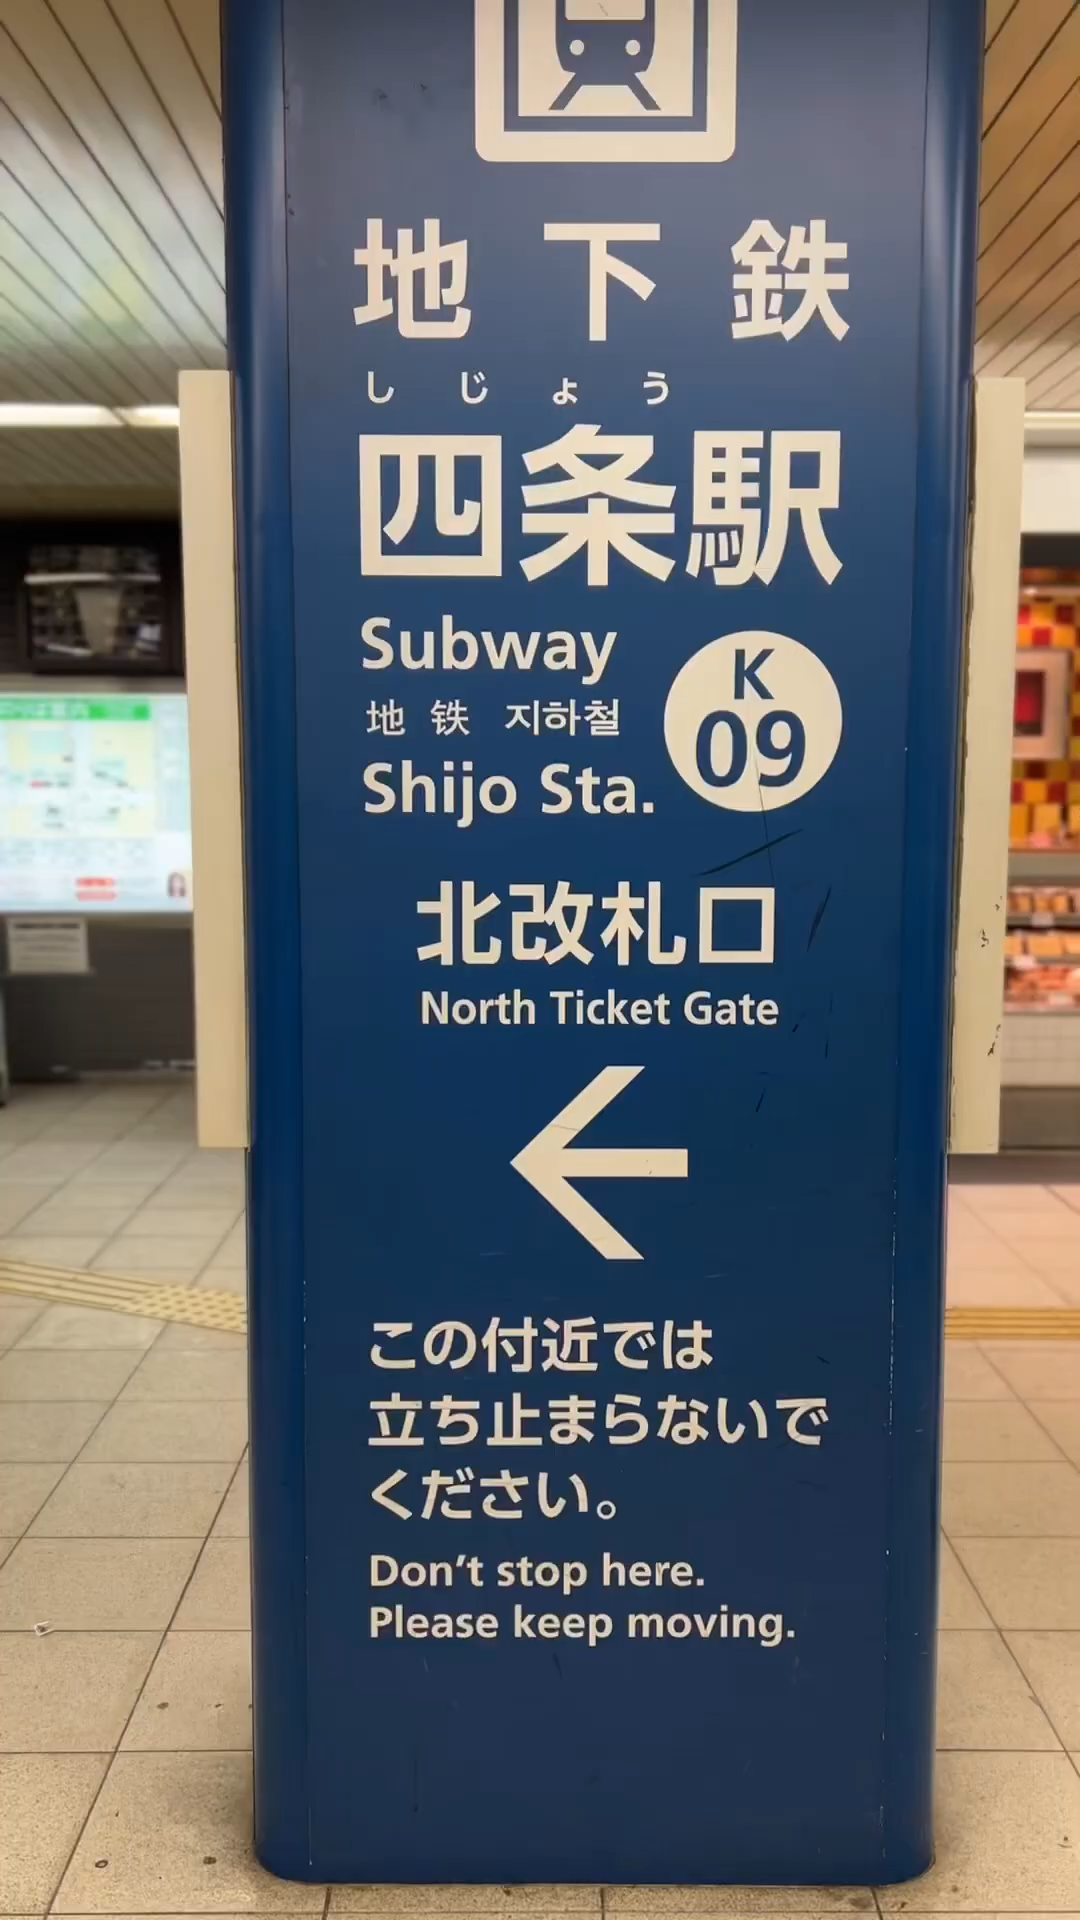 地下鉄
しじょう
四条駅
Subway
地铁 지하철
Shijo Sta.
K
09
北改札口
North Ticket Gate
この付近では
立ち止まらないで
ください。
Don't stop here.
Please keep moving.